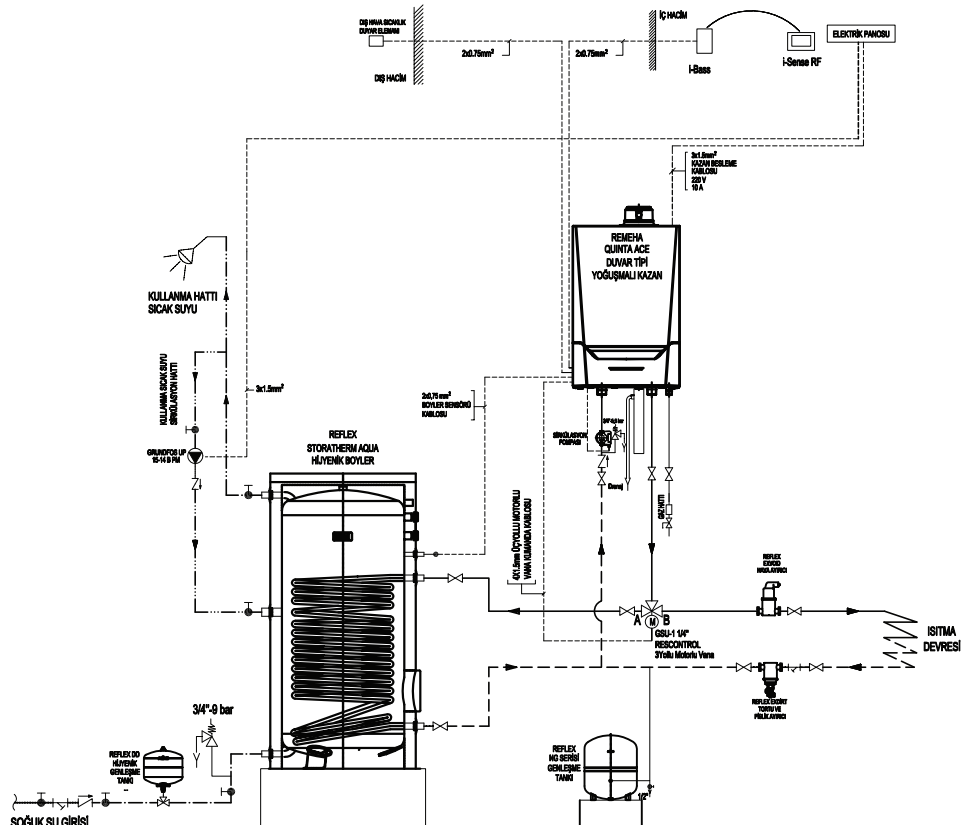 DIŞ HAVA SICAKLIK
DUYAR ELEMANI
DIŞ HACİM
2x0.75mm²
2x0.75mm²
İÇ HACİM
i-Bass
i-Sense RF
ELEKTRİK PANOSU
3x1.5mm²
KAZAN BESLEME
KABLOSU
220 V
10 A
REMEHA
QUINTA ACE
DUVAR TİPİ
YOĞUŞMALI KAZAN
KULLANMA HATTI
SICAK SUYU
KULLANMA SICAK SUYU
SİRKÜLASYON HATTI
3x1.5mm²
GRUNDFOS UP
15-14 B PM
2x0,75 mm²
BOYLER SENSÖRÜ
KABLOSU
REFLEX
STORATHERM AQUA
HİJYENİK BOYLER
SİRKÜLASYON
POMPASI
Drenaj
GAZ HATTI
4X1.5mm ÜÇYOLLU MOTORLU
VANA KUMANDA KABLOSU
A
M
B
GSU-1 1/4"
RESCONTROL
3Yollu Motorlu Vana
REFLEX
EXVOID
HAVA AYIRICI
ISITMA
DEVRESİ
REFLEX EXDIRT
TORTU VE
PİSLİK AYIRICI
3/4"-9 bar
REFLEX DD
HİJYENİK
GENLEŞME
TANKI
REFLEX
NG SERİSİ
GENLEŞME
TANKI
1/2"
SOĞUK SU GİRİŞİ